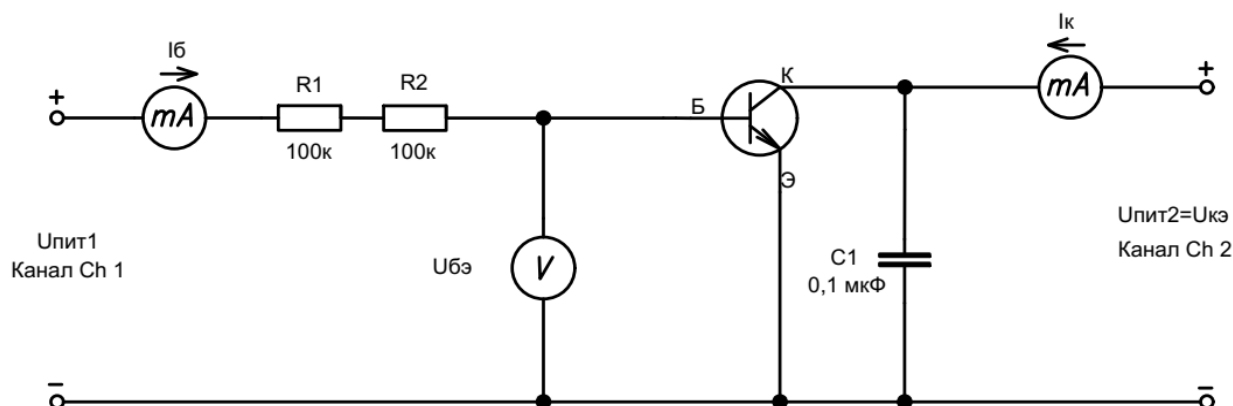 Iб
Iк
+
mA
R1
R2
Б
К
mA
+
100к
100к
Э
Uпит1
Канал Ch 1
Uбэ
V
C1
0,1 мкФ
Uпит2=Uкэ
Канал Ch 2
−
−